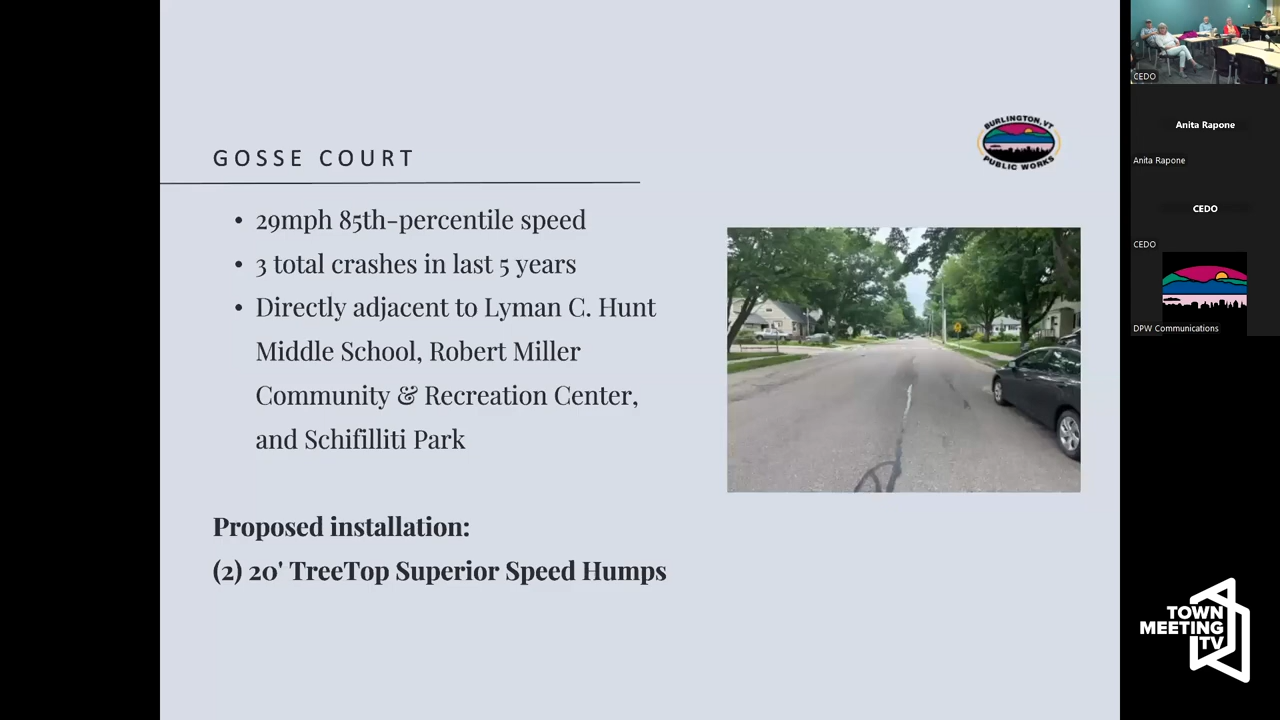 GOSSE COURT
BURLINGTON, VT
PUBLIC WORKS
• 29mph 85th-percentile speed
• 3 total crashes in last 5 years
• Directly adjacent to Lyman C. Hunt
Middle School, Robert Miller
Community & Recreation Center,
and Schifilliti Park
Proposed installation:
(2) 20' TreeTop Superior Speed Humps
CEDO
Anita Rapone
Anita Rapone
CEDO
CEDO
DPW Communications
TOWN
MEETING
TV